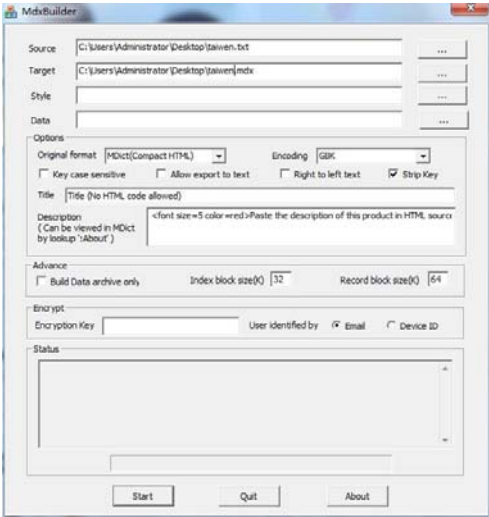 MdxBuilder
Source C:\Users\Administrator\Desktop\taiwen.txt ...
Target C:\Users\Administrator\Desktop\taiwen.mdx ...
Style ...
Data ...
Options
Original format MDict(Compact HTML) Encoding GBK
Key case sensitive Allow export to text Right to left text Strip Key
Title Title (No HTML code allowed)
Description <font size=5 color=red>Paste the description of this product in HTML sourc
( Can be viewed in MDict
by lookup ':About' )
Advance
Build Data archive only Index block size(K) 32 Record block size(K) 64
Encrypt
Encryption Key User identified by Email Device ID
Status
Start Quit About